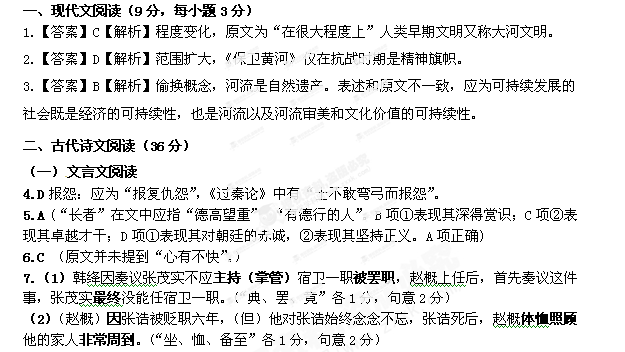 一、现代文阅读（9 分，每小题 3 分）
1.【答案】C【解析】程度变化，原文为“在很大程度上”人类早期文明又称大河文明。
2.【答案】D【解析】范围扩大，《保卫黄河》仅在抗战时期是精神旗帜。
3.【答案】B【解析】偷换概念，河流是自然遗产。表述和原文不一致，应为可持续发展的
社会既是经济的可持续性，也是河流以及河流审美和文化价值的可持续性。
二、古代诗文阅读（36 分）
（一）文言文阅读
4.D 报怨：应为“报复仇怨”，《过秦论》中有“士不敢弯弓而报怨”。
5.A（“长者”在文中应指“德高望重” “有德行的人” B 项①表现其深得赏识；C 项②表
现其卓越才干；D 项①表现其对朝廷的赤诚，②表现其坚持正义。A 项正确)
6.C （原文并未提到“心有不快”。）
7.（1）韩绛因奏议张茂实不应主持（掌管）宿卫一职被罢职，赵概上任后，首先奏议这件
事，张茂实最终没能任宿卫一职。（“典、罢、竟”各 1 分，句意 2 分）
（2）（赵概）因张诰被贬职六年，（但）他对张诰始终念念不忘，张诰死后，赵概体恤照顾
他的家人非常周到。（“坐、恤、备至”各 1 分，句意 2 分）